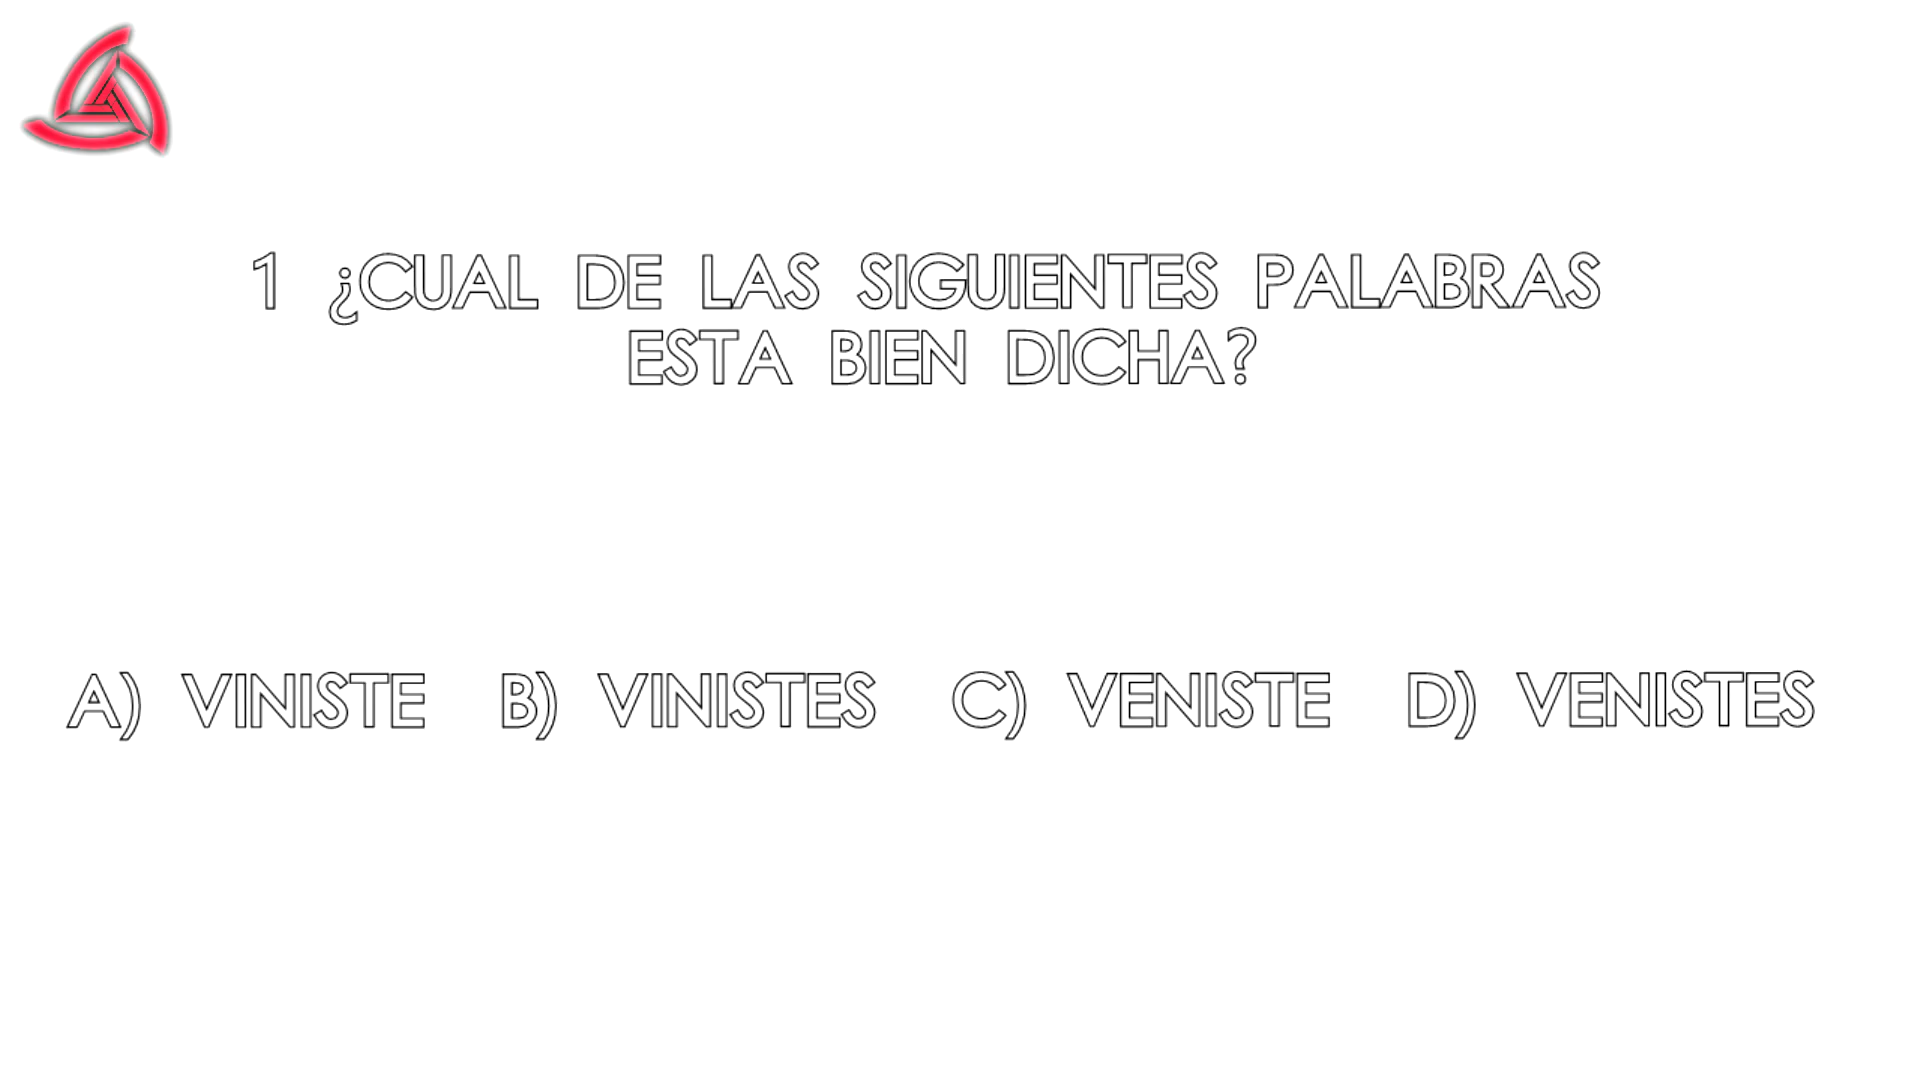 1 ¿CUAL DE LAS SIGUIENTES PALABRAS
ESTA BIEN DICHA?
A) VINISTE B) VINISTES C) VENISTE D) VENISTES